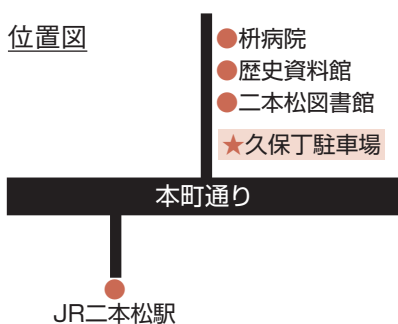 位置図
●枡病院
●歴史資料館
●二本松図書館
★久保丁駐車場
本町通り
JR二本松駅